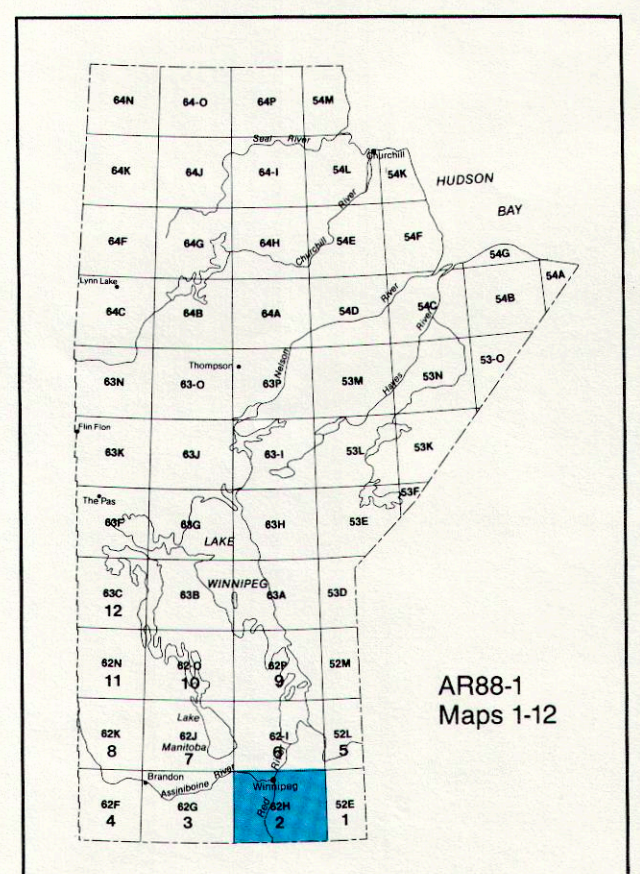 64N 64-O 64P 54M
Seal River
Churchill
64K 64J 64-I 54L 54K
HUDSON
BAY
River
64F 64G 64H 54E 54F
Churchill
54G
54A
Lynn Lake
River
64C 64B 64A 54D 54C 54B
River
Thompson
Nelson
53-O
63N 63-O 63P 53M 53N
Hayes
Flin Flon
63K 63J 63-I 53L 53K
The Pas
53F
63F 63G 63H 53E
LAKE
WINNIPEG
63C 63B 63A 53D
12
62N 62-O 62P 52M
11 10 9
AR88-1
Maps 1-12
Lake
62K 62J 62-I 52L
Manitoba
8 7 6 5
River
Brandon
Assiniboine River
Winnipeg
62F 62G 62H 52E
Red
4 3 2 1